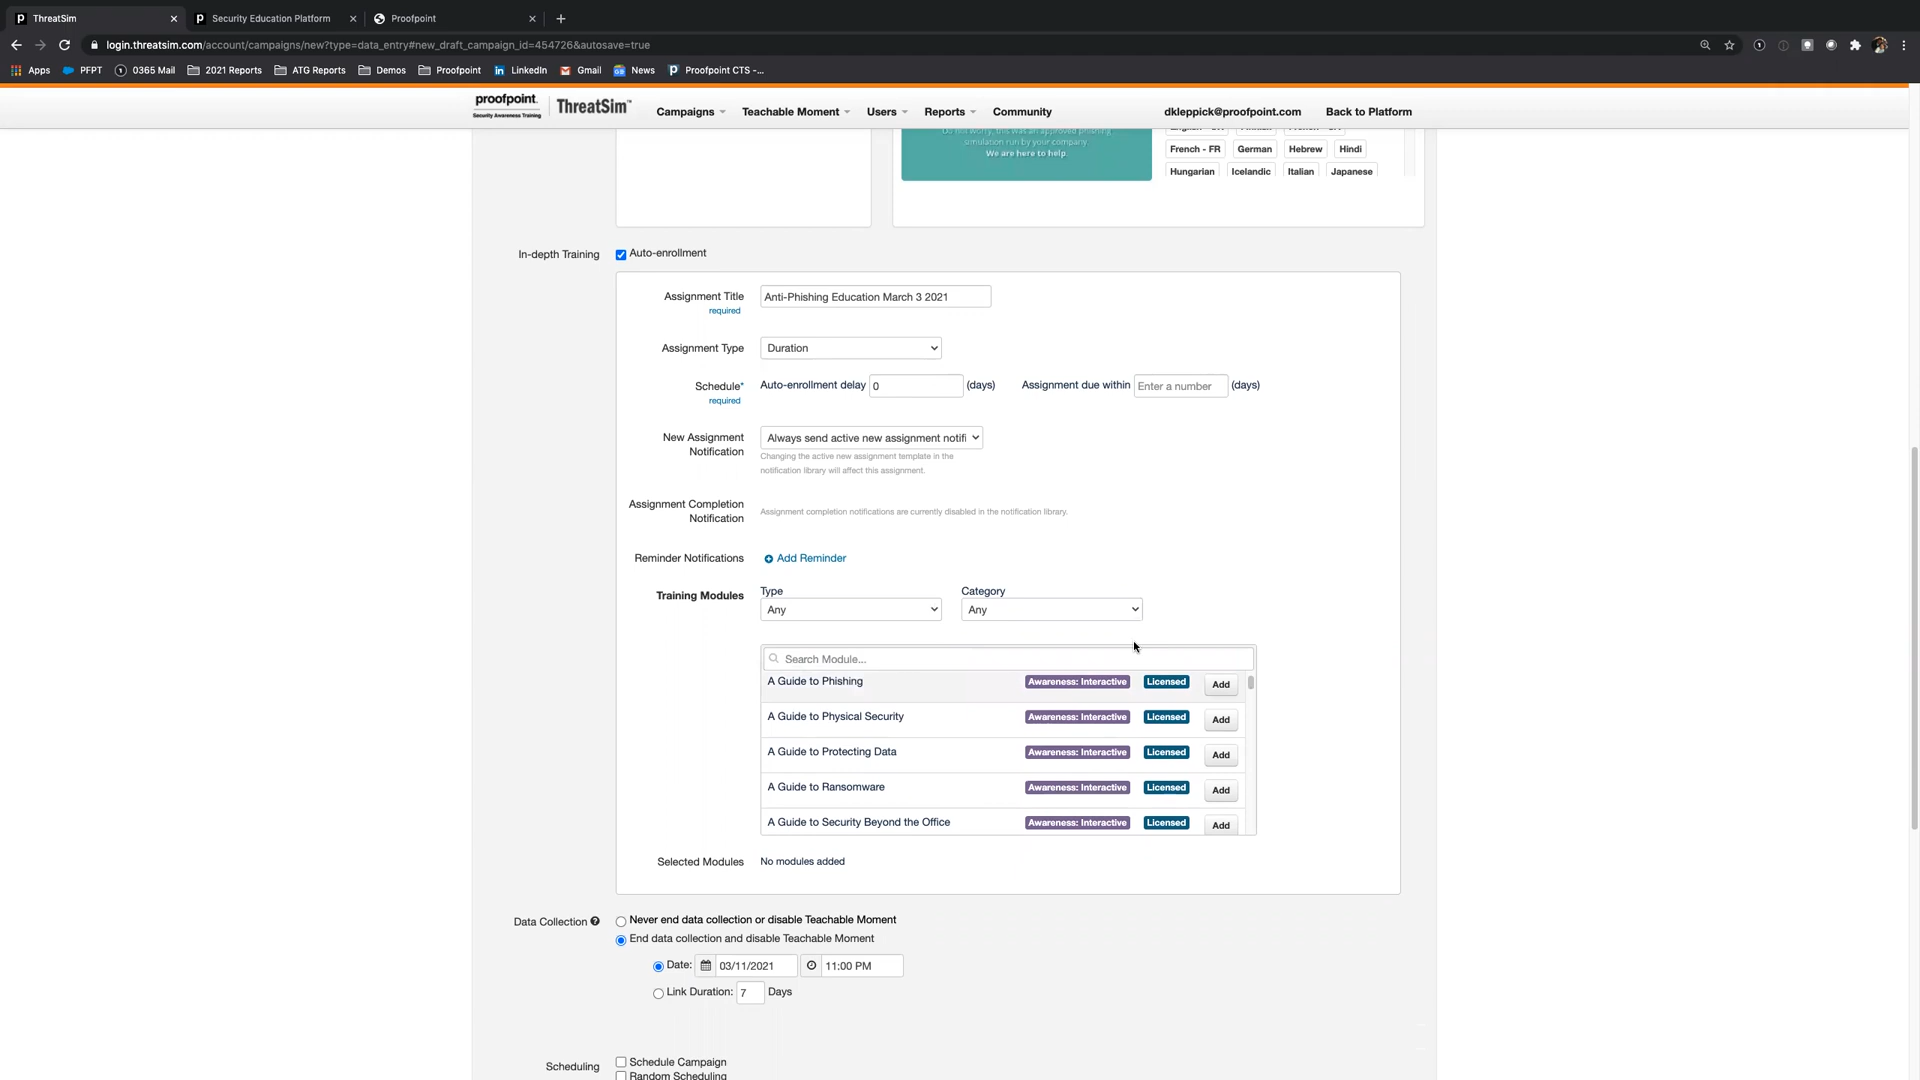 ThreatSim
Security Education Platform
Proofpoint
login.threatsim.com/account/campaigns/new?type=data_entry#new_draft_campaign_id=454726&autosave=true
Apps
PFPT
0365 Mail
2021 Reports
ATG Reports
Demos
Proofpoint
LinkedIn
Gmail
News
Proofpoint CTS -...
proofpoint.
Security Awareness Training
ThreatSim
Campaigns
Teachable Moment
Users
Reports
Community
dkleppick@proofpoint.com
Back to Platform
Do not worry, this was an approved phishing
simulation run by your company.
We are here to help.
French - FR
German
Hebrew
Hindi
Hungarian
Icelandic
Italian
Japanese
In-depth Training
Auto-enrollment
Assignment Title
required
Anti-Phishing Education March 3 2021
Assignment Type
Duration
Schedule*
required
Auto-enrollment delay 0 (days)
Assignment due within Enter a number (days)
New Assignment
Notification
Always send active new assignment notifi
Changing the active new assignment template in the
notification library will affect this assignment.
Assignment Completion
Notification
Assignment completion notifications are currently disabled in the notification library.
Reminder Notifications
Add Reminder
Training Modules
Type
Any
Category
Any
Search Module...
A Guide to Phishing Awareness: Interactive Licensed Add
A Guide to Physical Security Awareness: Interactive Licensed Add
A Guide to Protecting Data Awareness: Interactive Licensed Add
A Guide to Ransomware Awareness: Interactive Licensed Add
A Guide to Security Beyond the Office Awareness: Interactive Licensed Add
Selected Modules
No modules added
Data Collection
Never end data collection or disable Teachable Moment
End data collection and disable Teachable Moment
Date: 03/11/2021 11:00 PM
Link Duration: 7 Days
Scheduling
Schedule Campaign
Random Scheduling